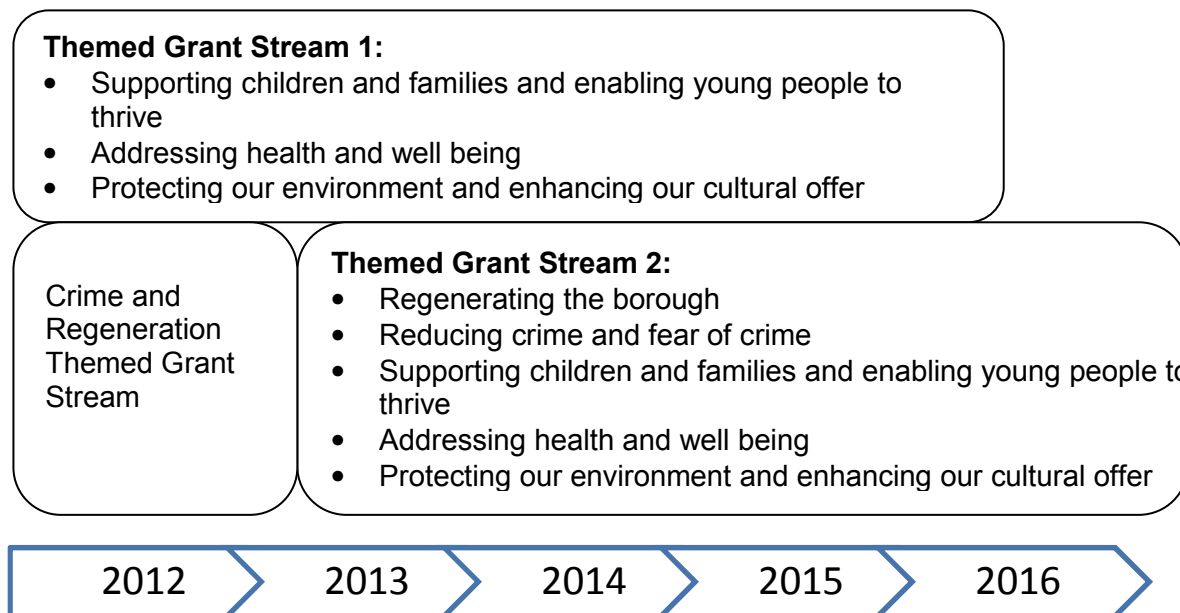 Themed Grant Stream 1:
• Supporting children and families and enabling young people to
thrive
• Addressing health and well being
• Protecting our environment and enhancing our cultural offer
Crime and
Regeneration
Themed Grant
Stream
Themed Grant Stream 2:
• Regenerating the borough
• Reducing crime and fear of crime
• Supporting children and families and enabling young people to
thrive
• Addressing health and well being
• Protecting our environment and enhancing our cultural offer
2012 2013 2014 2015 2016